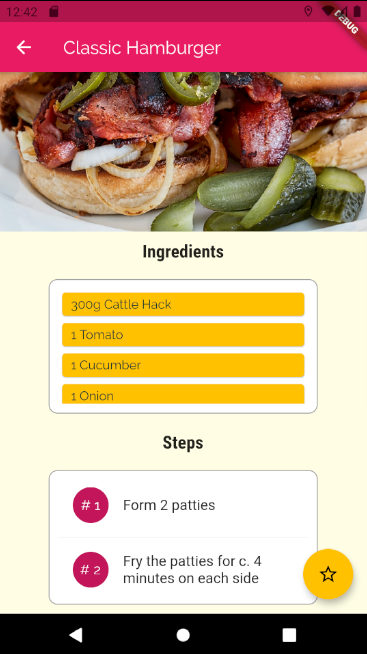 12:42
DEBUG
Classic Hamburger
Ingredients
300g Cattle Hack
1 Tomato
1 Cucumber
1 Onion
Steps
# 1
Form 2 patties
# 2
Fry the patties for c. 4
minutes on each side